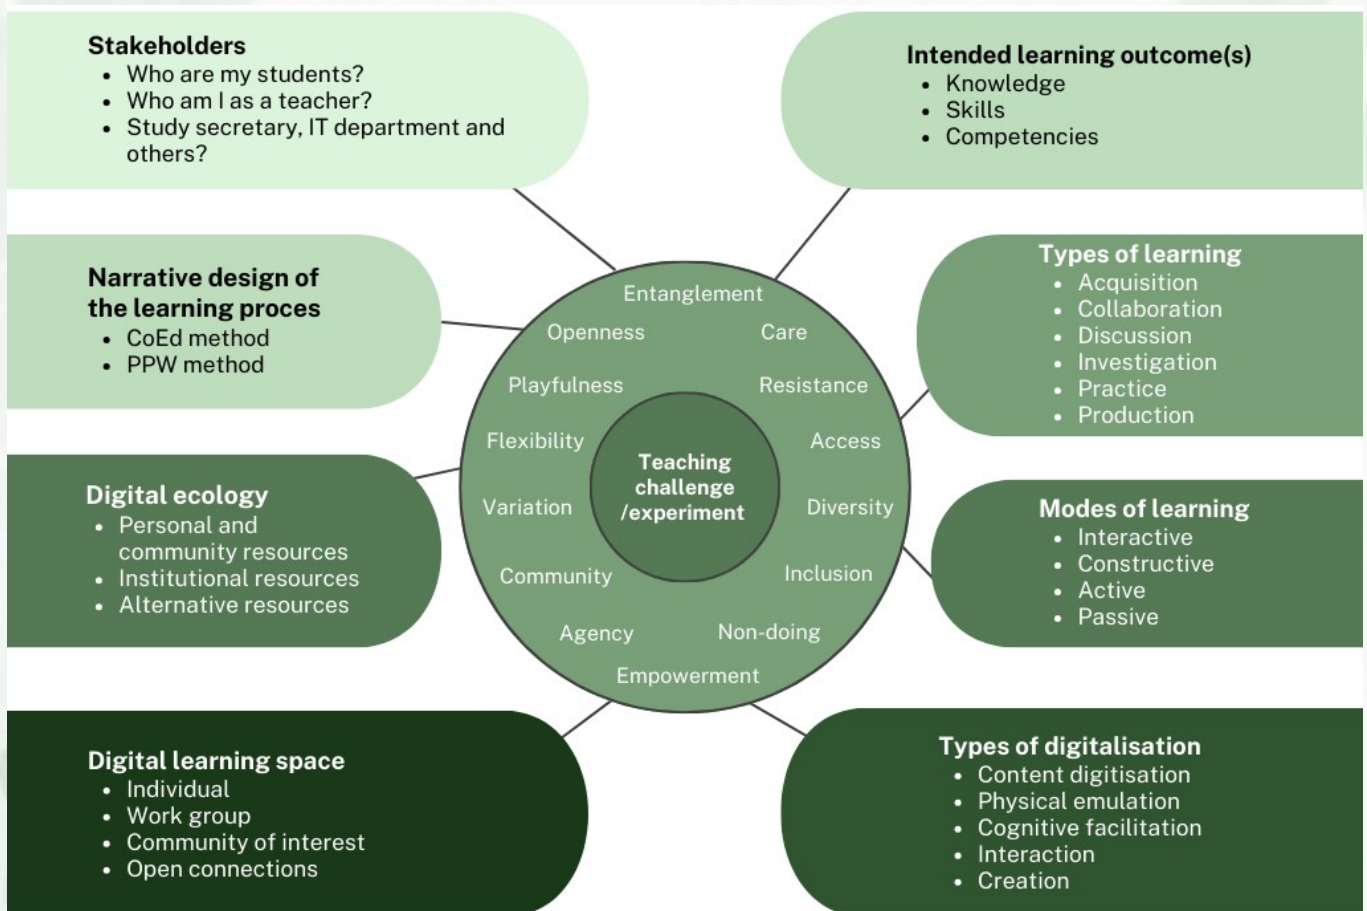 Stakeholders
• Who are my students?
• Who am I as a teacher?
• Study secretary, IT department and
others?
Intended learning outcome(s)
• Knowledge
• Skills
• Competencies
Narrative design of
the learning proces
• CoEd method
• PPW method
Types of learning
• Acquisition
• Collaboration
• Discussion
• Investigation
• Practice
• Production
Digital ecology
• Personal and
community resources
• Institutional resources
• Alternative resources
Modes of learning
• Interactive
• Constructive
• Active
• Passive
Digital learning space
• Individual
• Work group
• Community of interest
• Open connections
Types of digitalisation
• Content digitisation
• Physical emulation
• Cognitive facilitation
• Interaction
• Creation
Entanglement
Openness
Care
Playfulness
Resistance
Flexibility
Access
Variation
Diversity
Community
Inclusion
Agency
Non-doing
Empowerment
Teaching
challenge
/experiment